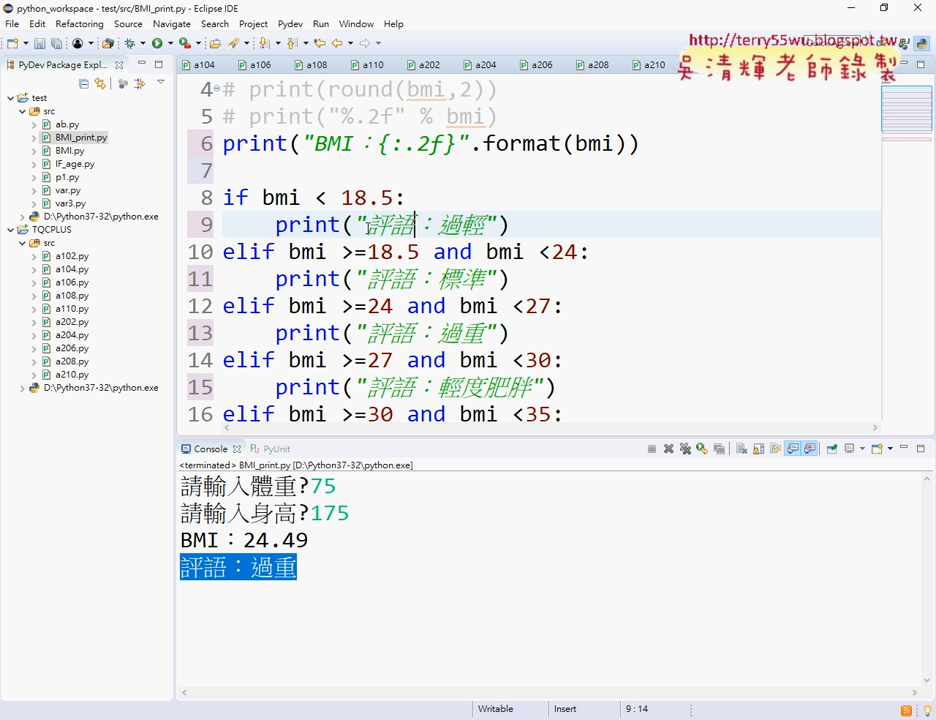 python_workspace - test/src/BMI_print.py - Eclipse IDE
File Edit Refactoring Source Navigate Search Project Pydev Run Window Help
http://terry55wu.blogspot.tw
吳清輝老師錄製
PyDev Package Expl...
a104 a106 a108 a110 a202 a204 a206 a208 a210
test
src
ab.py
BMI_print.py
BMI.py
IF_age.py
p1.py
var.py
var3.py
D:\Python37-32\python.exe
TQCPLUS
src
a102.py
a104.py
a106.py
a108.py
a110.py
a202.py
a204.py
a206.py
a208.py
a210.py
D:\Python37-32\python.exe
4 # print(round(bmi,2))
5 # print("%.2f" % bmi)
6 print("BMI：{:.2f}".format(bmi))
7
8 if bmi < 18.5:
9 print("評語：過輕")
10 elif bmi >=18.5 and bmi <24:
11 print("評語：標準")
12 elif bmi >=24 and bmi <27:
13 print("評語：過重")
14 elif bmi >=27 and bmi <30:
15 print("評語：輕度肥胖")
16 elif bmi >=30 and bmi <35:
Console PyUnit
<terminated> BMI_print.py [D:\Python37-32\python.exe]
請輸入體重?75
請輸入身高?175
BMI：24.49
評語：過重
Writable Insert 9 : 14